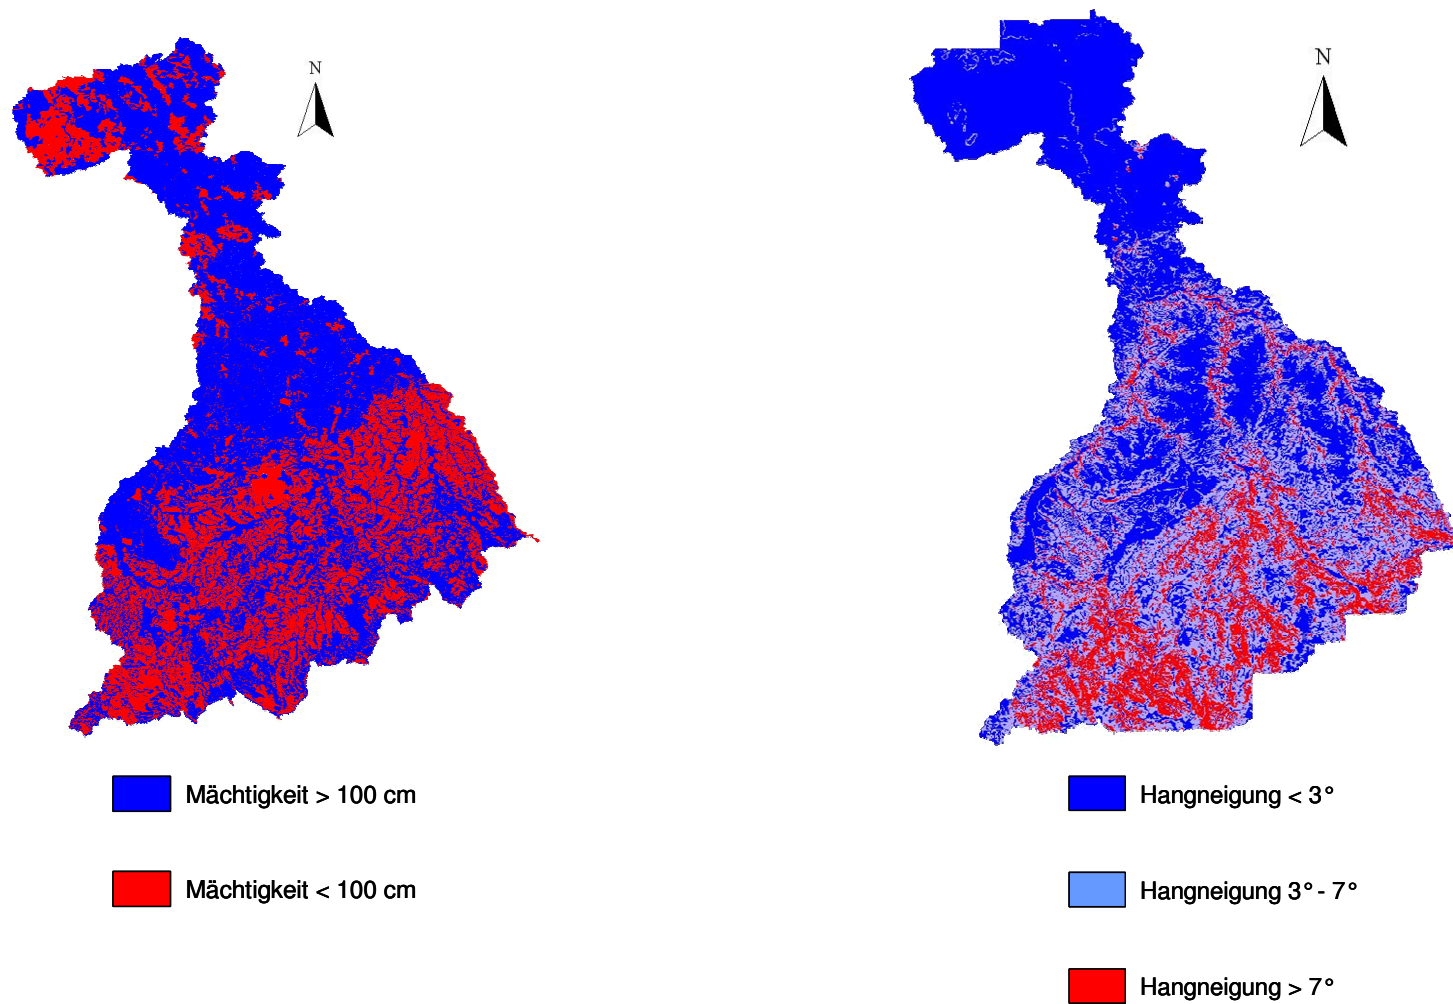 N
N
Mächtigkeit > 100 cm
Mächtigkeit < 100 cm
Hangneigung < 3°
Hangneigung 3° - 7°
Hangneigung > 7°